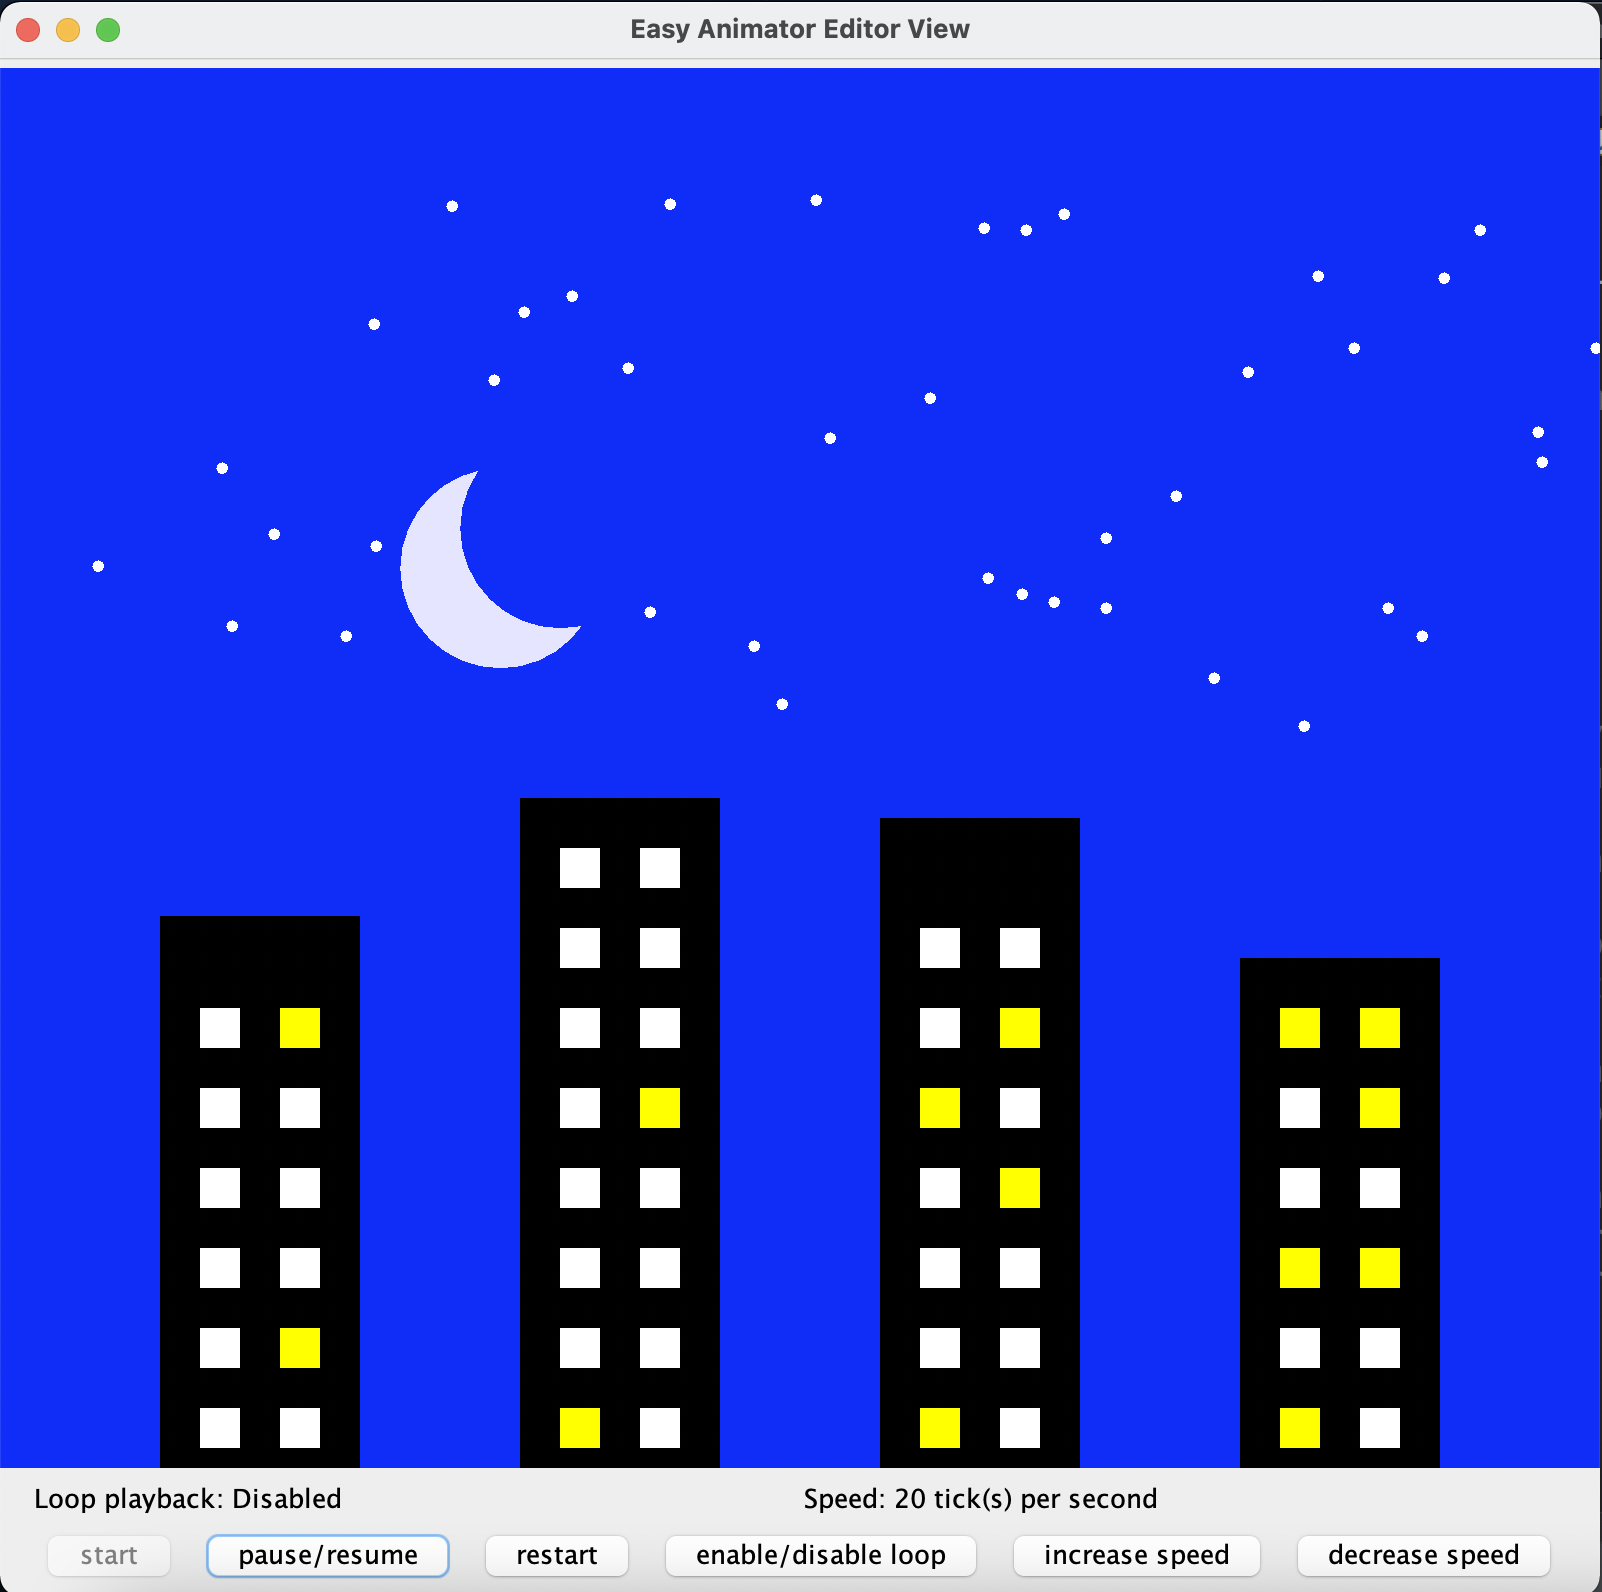 Easy Animator Editor View
Loop playback: Disabled
Speed: 20 tick(s) per second
start
pause/resume
restart
enable/disable loop
increase speed
decrease speed